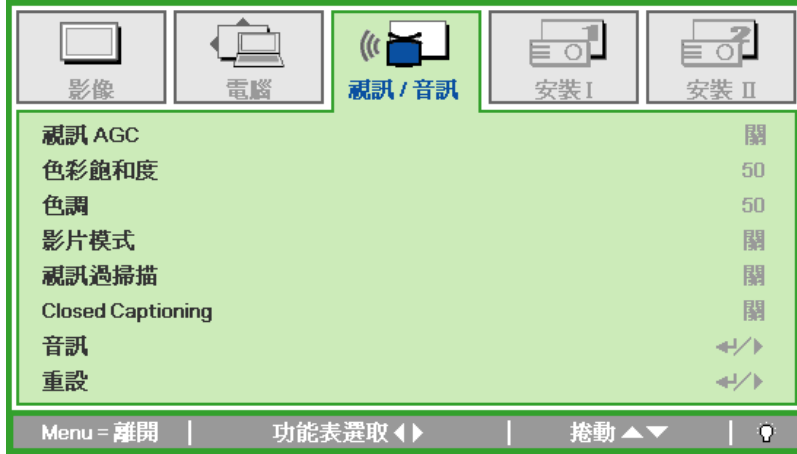 影像
電腦
視訊 / 音訊
安裝 I
安裝 II
視訊 AGC 關
色彩飽和度 50
色調 50
影片模式 關
視訊過掃描 關
Closed Captioning 關
音訊
重設
Menu = 離開 功能表選取 捲動